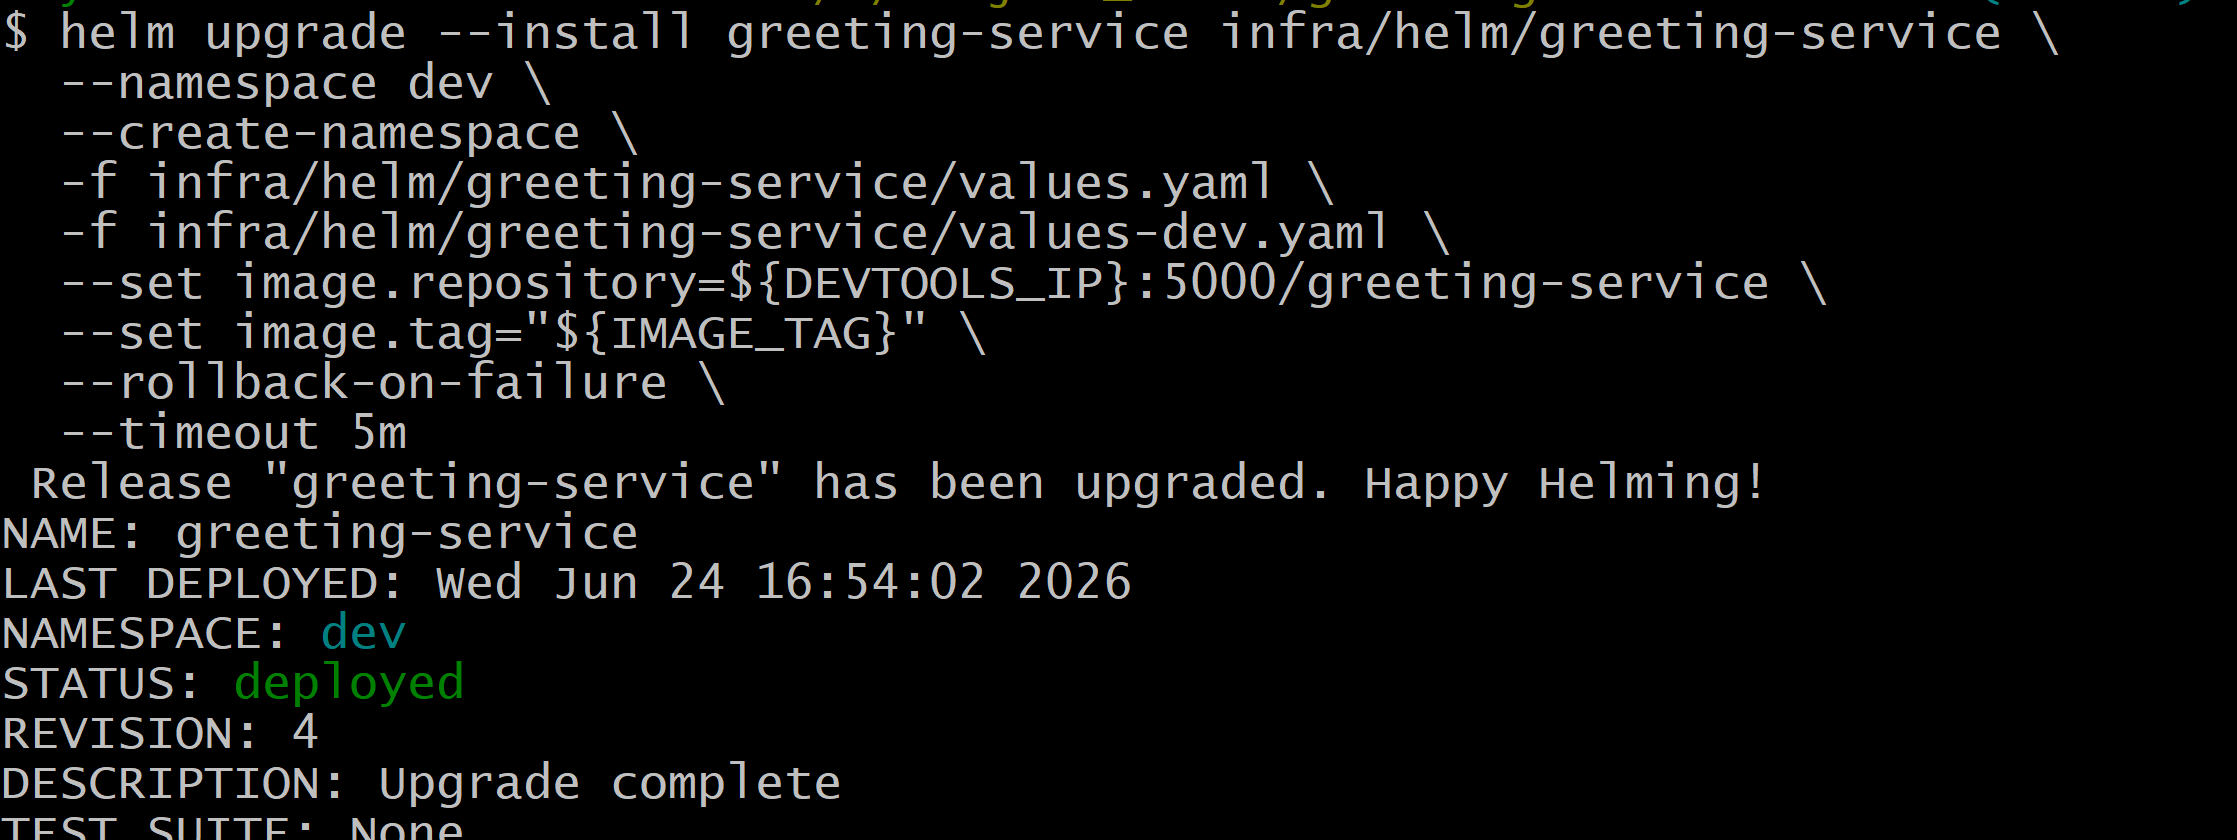 $ helm upgrade --install greeting-service infra/helm/greeting-service \
  --namespace dev \
  --create-namespace \
  -f infra/helm/greeting-service/values.yaml \
  -f infra/helm/greeting-service/values-dev.yaml \
  --set image.repository=${DEVTOOLS_IP}:5000/greeting-service \
  --set image.tag="${IMAGE_TAG}" \
  --rollback-on-failure \
  --timeout 5m
 Release "greeting-service" has been upgraded. Happy Helming!
NAME: greeting-service
LAST DEPLOYED: Wed Jun 24 16:54:02 2026
NAMESPACE: dev
STATUS: deployed
REVISION: 4
DESCRIPTION: Upgrade complete
TEST SUITE: None